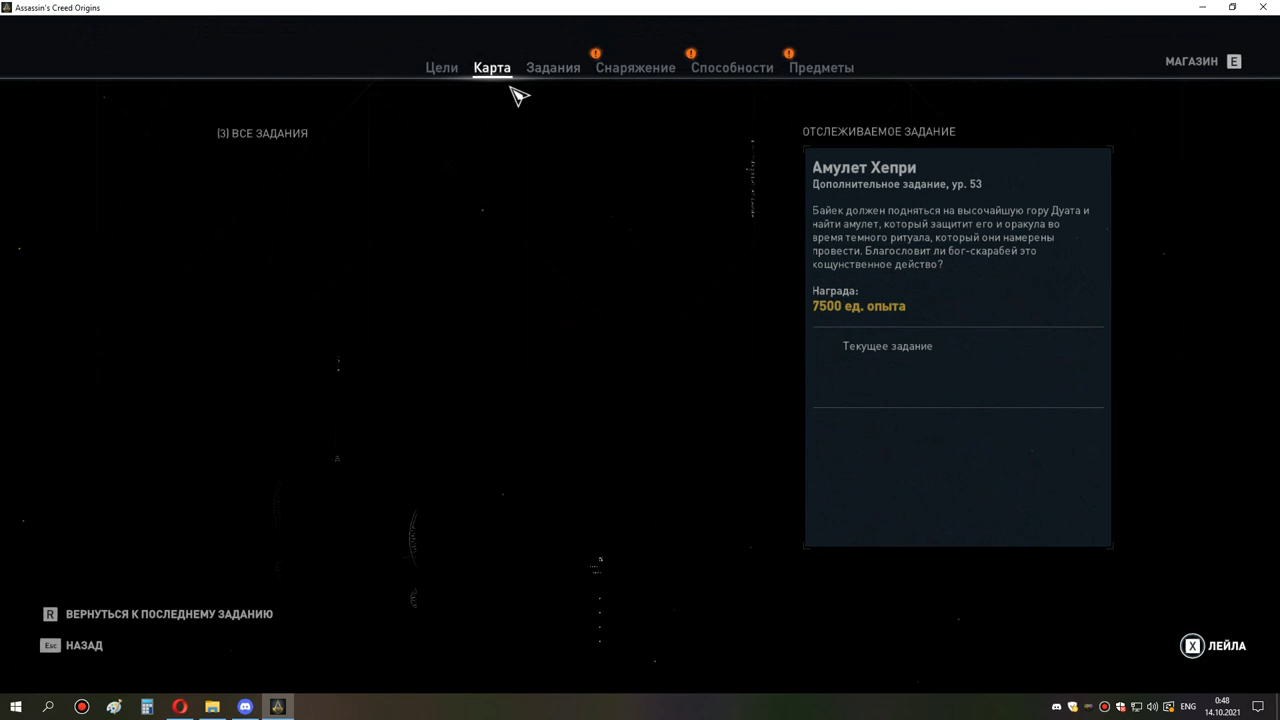 Assassin's Creed Origins
Цели Карта Задания Снаряжение Способности Предметы
МАГАЗИН E
(3) ВСЕ ЗАДАНИЯ
ОТСЛЕЖИВАЕМОЕ ЗАДАНИЕ
Амулет Хепри
Дополнительное задание, ур. 53
Байек должен подняться на высочайшую гору Дуата и
найти амулет, который защитит его и оракула во
время темного ритуала, который они намерены
провести. Благословит ли бог-скарабей это
кощунственное действо?
Награда:
7500 ед. опыта
Текущее задание
R ВЕРНУТЬСЯ К ПОСЛЕДНЕМУ ЗАДАНИЮ
Esc НАЗАД
X ЛЕЙЛА
ENG
0:48
14.10.2021